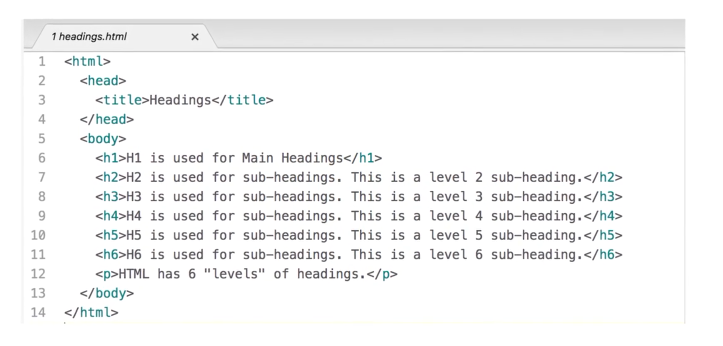 1 headings.html ×
1 <html>
2 <head>
3 <title>Headings</title>
4 </head>
5 <body>
6 <h1>H1 is used for Main Headings</h1>
7 <h2>H2 is used for sub-headings. This is a level 2 sub-heading.</h2>
8 <h3>H3 is used for sub-headings. This is a level 3 sub-heading.</h3>
9 <h4>H4 is used for sub-headings. This is a level 4 sub-heading.</h4>
10 <h5>H5 is used for sub-headings. This is a level 5 sub-heading.</h5>
11 <h6>H6 is used for sub-headings. This is a level 6 sub-heading.</h6>
12 <p>HTML has 6 "levels" of headings.</p>
13 </body>
14 </html>